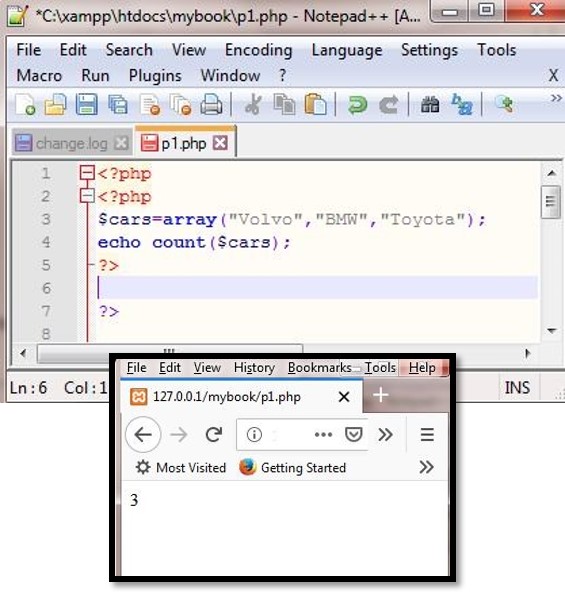 *C:\xampp\htdocs\mybook\p1.php - Notepad++ [A...
File Edit Search View Encoding Language Settings Tools
Macro Run Plugins Window ? X
change.log p1.php
1 <?php
2 <?php
3 $cars=array("Volvo","BMW","Toyota");
4 echo count($cars);
5 ?>
6
7 ?>
8
Ln:6 Col:1 INS
File Edit View History Bookmarks Tools Help
127.0.0.1/mybook/p1.php
Most Visited Getting Started
3